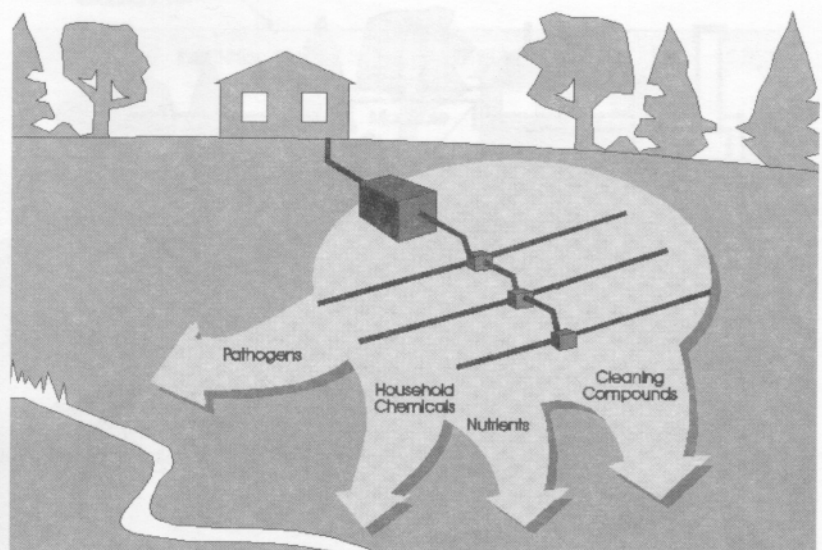 Pathogens
Household
Chemicals
Nutrients
Cleaning
Compounds